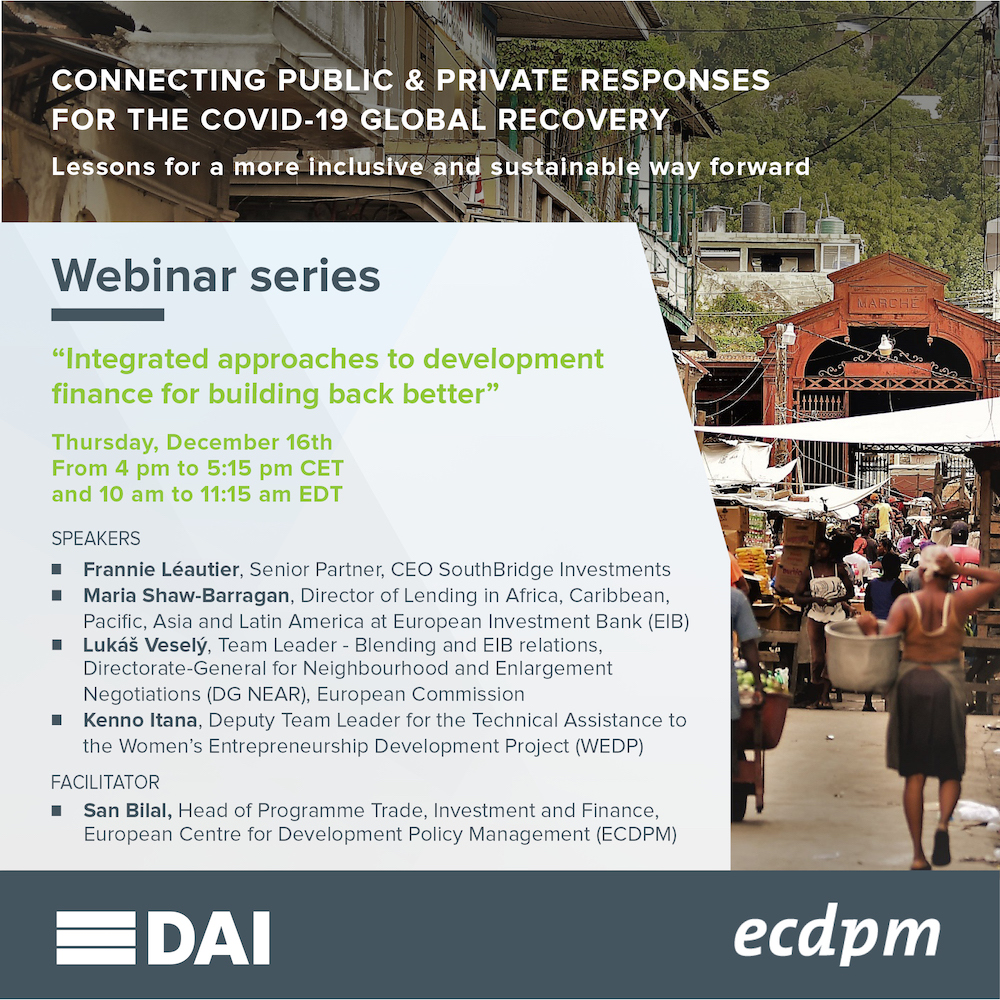 CONNECTING PUBLIC & PRIVATE RESPONSES
FOR THE COVID-19 GLOBAL RECOVERY
Lessons for a more inclusive and sustainable way forward
Webinar series
MARCHÉ
“Integrated approaches to development
finance for building back better”
Thursday, December 16th
From 4 pm to 5:15 pm CET
and 10 am to 11:15 am EDT
SPEAKERS
■ Frannie Léautier, Senior Partner, CEO SouthBridge Investments
■ Maria Shaw-Barragan, Director of Lending in Africa, Caribbean,
Pacific, Asia and Latin America at European Investment Bank (EIB)
■ Lukáš Veselý, Team Leader - Blending and EIB relations,
Directorate-General for Neighbourhood and Enlargement
Negotiations (DG NEAR), European Commission
■ Kenno Itana, Deputy Team Leader for the Technical Assistance to
the Women’s Entrepreneurship Development Project (WEDP)
FACILITATOR
■ San Bilal, Head of Programme Trade, Investment and Finance,
European Centre for Development Policy Management (ECDPM)
DAI
ecdpm